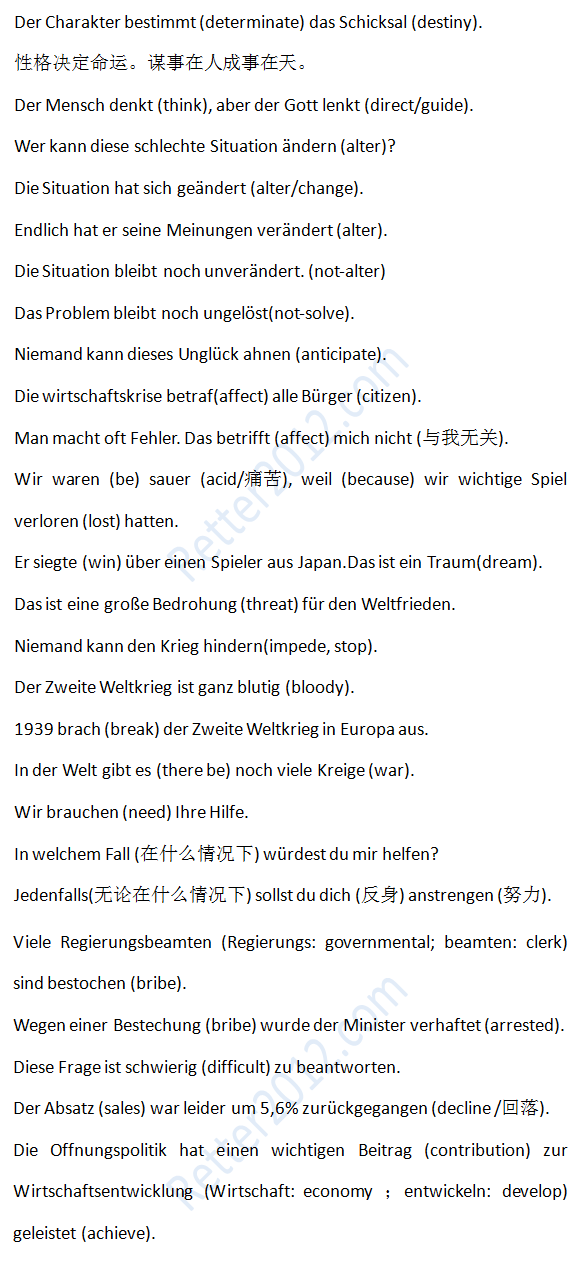 Der Charakter bestimmt (determinate) das Schicksal (destiny).
性格决定命运。谋事在人成事在天。
Der Mensch denkt (think), aber der Gott lenkt (direct/guide).
Wer kann diese schlechte Situation ändern (alter)?
Die Situation hat sich geändert (alter/change).
Endlich hat er seine Meinungen verändert (alter).
Die Situation bleibt noch unverändert. (not-alter)
Das Problem bleibt noch ungelöst(not-solve).
Niemand kann dieses Unglück ahnen (anticipate).
Die wirtschaftskrise betraf(affect) alle Bürger (citizen).
Man macht oft Fehler. Das betrifft (affect) mich nicht (与我无关).
Wir waren (be) sauer (acid/痛苦), weil (because) wir wichtige Spiel
verloren (lost) hatten.
Er siegte (win) über einen Spieler aus Japan.Das ist ein Traum(dream).
Das ist eine große Bedrohung (threat) für den Weltfrieden.
Niemand kann den Krieg hindern(impede, stop).
Der Zweite Weltkrieg ist ganz blutig (bloody).
1939 brach (break) der Zweite Weltkrieg in Europa aus.
In der Welt gibt es (there be) noch viele Kreige (war).
Wir brauchen (need) Ihre Hilfe.
In welchem Fall (在什么情况下) würdest du mir helfen?
Jedenfalls(无论在什么情况下) sollst du dich (反身) anstrengen (努力).
Viele Regierungsbeamten (Regierungs: governmental; beamten: clerk)
sind bestochen (bribe).
Wegen einer Bestechung (bribe) wurde der Minister verhaftet (arrested).
Diese Frage ist schwierig (difficult) zu beantworten.
Der Absatz (sales) war leider um 5,6% zurückgegangen (decline /回落).
Die Offnungspolitik hat einen wichtigen Beitrag (contribution) zur
Wirtschaftsentwicklung (Wirtschaft: economy ；entwickeln: develop)
geleistet (achieve).
Retter2012.com
Retter2012.com